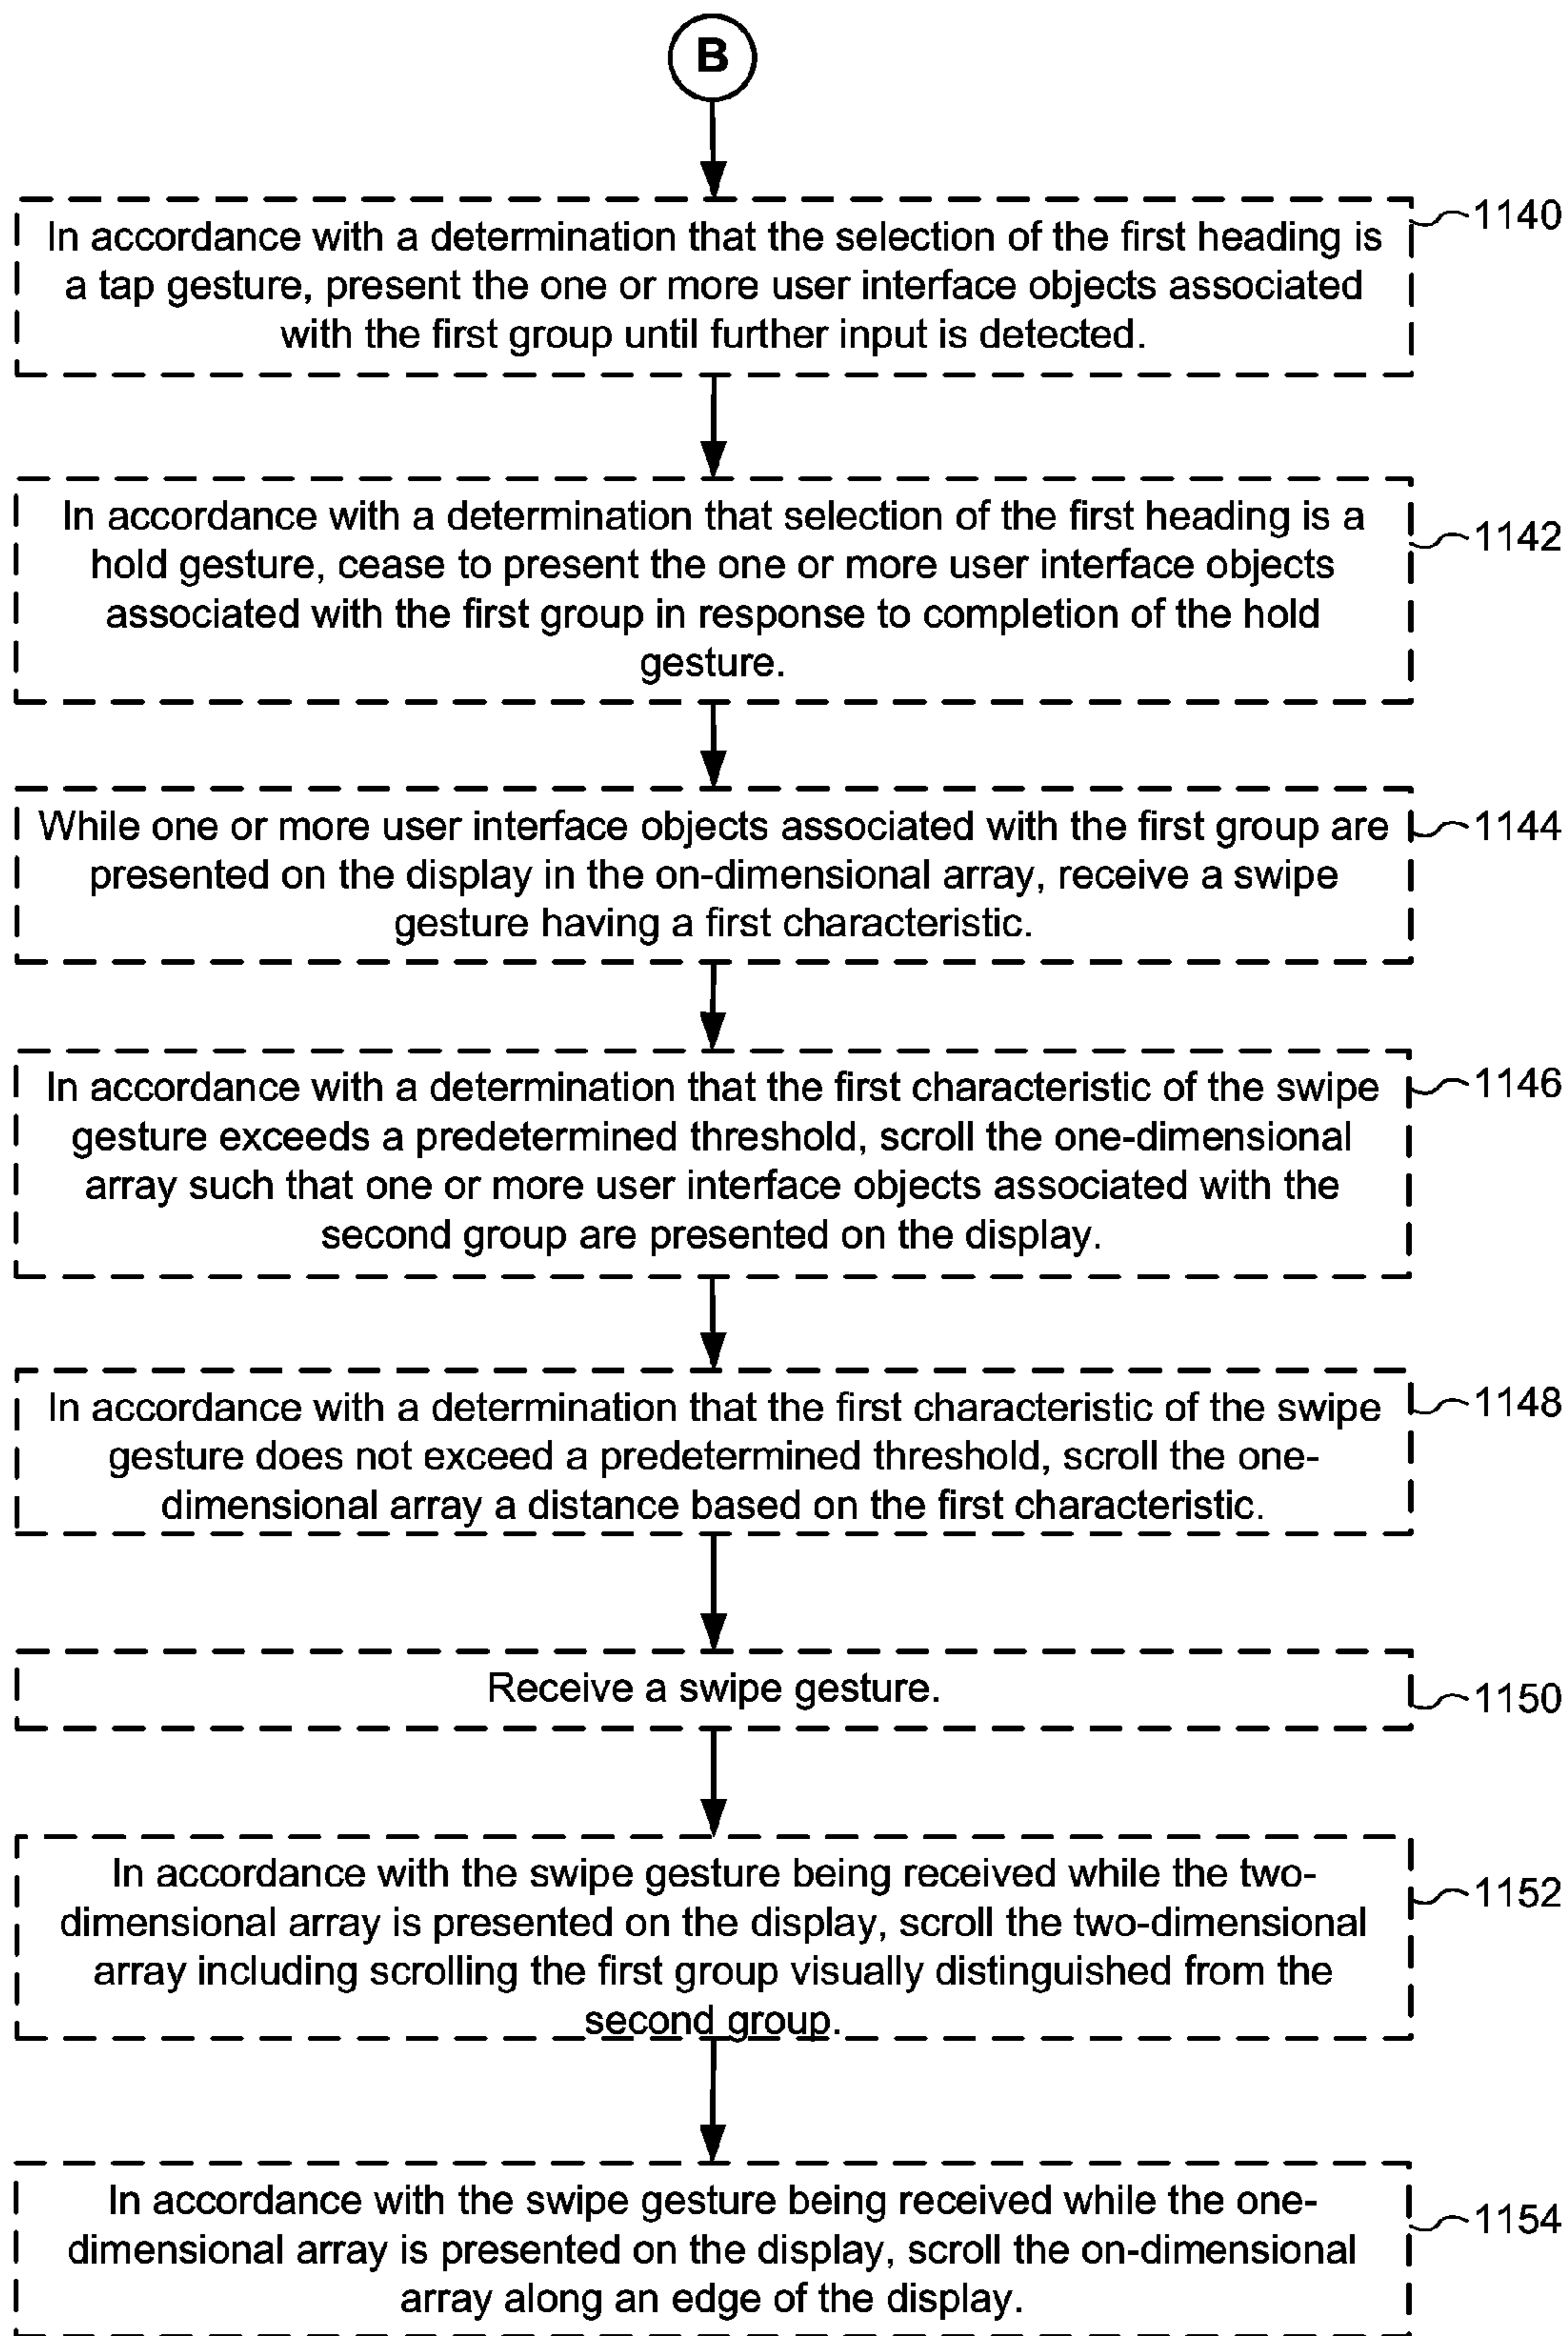 B
In accordance with a determination that the selection of the first heading is
a tap gesture, present the one or more user interface objects associated
with the first group until further input is detected.
1140
In accordance with a determination that selection of the first heading is a
hold gesture, cease to present the one or more user interface objects
associated with the first group in response to completion of the hold
gesture.
1142
While one or more user interface objects associated with the first group are
presented on the display in the on-dimensional array, receive a swipe
gesture having a first characteristic.
1144
In accordance with a determination that the first characteristic of the swipe
gesture exceeds a predetermined threshold, scroll the one-dimensional
array such that one or more user interface objects associated with the
second group are presented on the display.
1146
In accordance with a determination that the first characteristic of the swipe
gesture does not exceed a predetermined threshold, scroll the one-
dimensional array a distance based on the first characteristic.
1148
Receive a swipe gesture.
1150
In accordance with the swipe gesture being received while the two-
dimensional array is presented on the display, scroll the two-dimensional
array including scrolling the first group visually distinguished from the
second group.
1152
In accordance with the swipe gesture being received while the one-
dimensional array is presented on the display, scroll the on-dimensional
array along an edge of the display.
1154